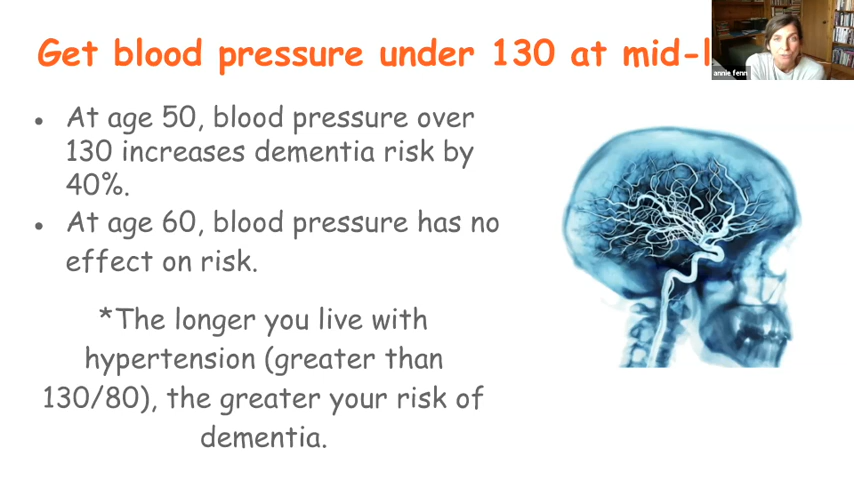 Get blood pressure under 130 at mid-l
annie fenn
● At age 50, blood pressure over
130 increases dementia risk by
40%.
● At age 60, blood pressure has no
effect on risk.
*The longer you live with
hypertension (greater than
130/80), the greater your risk of
dementia.